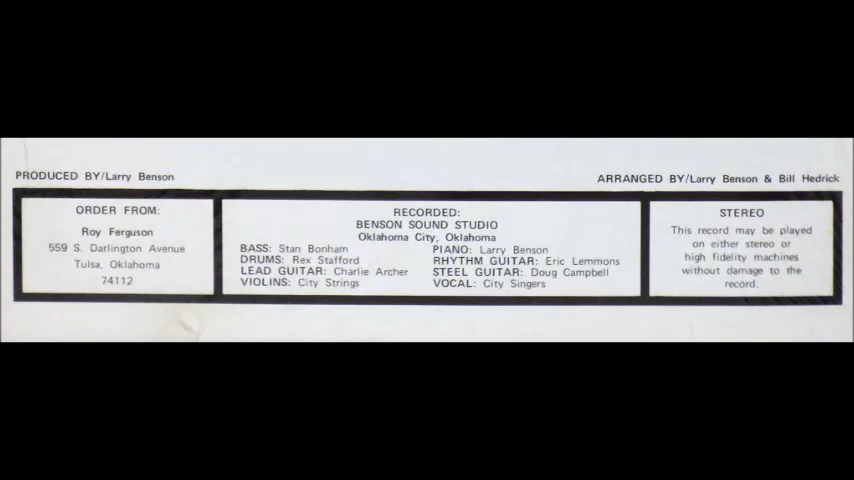 PRODUCED BY/Larry Benson
ARRANGED BY/Larry Benson & Bill Hedrick
ORDER FROM:
Roy Ferguson
559 S. Darlington Avenue
Tulsa, Oklahoma
74112
RECORDED:
BENSON SOUND STUDIO
Oklahoma City, Oklahoma
BASS: Stan Bonham
DRUMS: Rex Stafford
LEAD GUITAR: Charlie Archer
VIOLINS: City Strings
PIANO: Larry Benson
RHYTHM GUITAR: Eric Lemmons
STEEL GUITAR: Doug Campbell
VOCAL: City Singers
STEREO
This record may be played
on either stereo or
high fidelity machines
without damage to the
record.